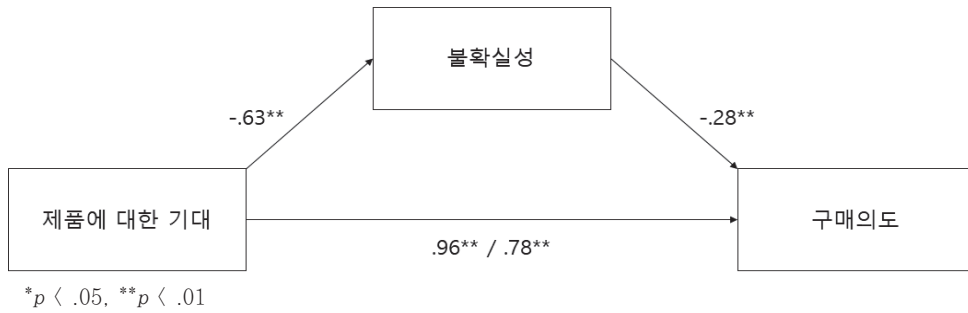 불확실성
-.63**
-.28**
제품에 대한 기대
구매의도
.96** / .78**
*p < .05, **p < .01